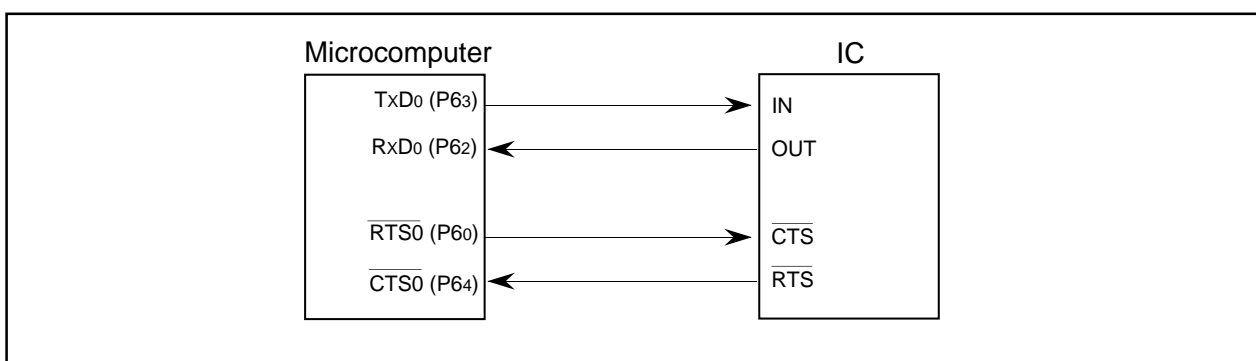 Microcomputer
IC
TxD0 (P63)
IN
RxD0 (P62)
OUT
RTS0 (P60)
CTS
CTS0 (P64)
RTS